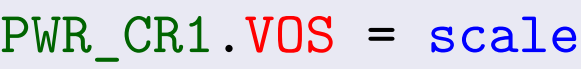 PWR_CR1.VOS = scale